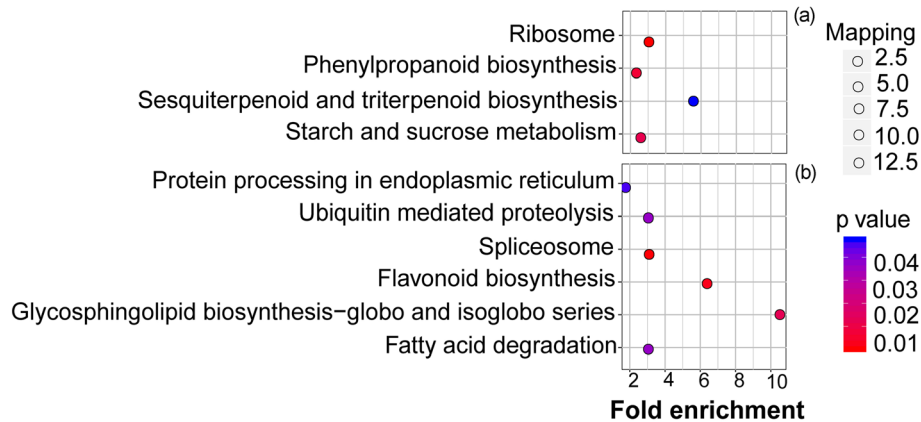 (a)
Ribosome
Phenylpropanoid biosynthesis
Sesquiterpenoid and triterpenoid biosynthesis
Starch and sucrose metabolism
(b)
Protein processing in endoplasmic reticulum
Ubiquitin mediated proteolysis
Spliceosome
Flavonoid biosynthesis
Glycosphingolipid biosynthesis−globo and isoglobo series
Fatty acid degradation
2 4 6 8 10
Fold enrichment
Mapping
2.5
5.0
7.5
10.0
12.5
p value
0.04
0.03
0.02
0.01